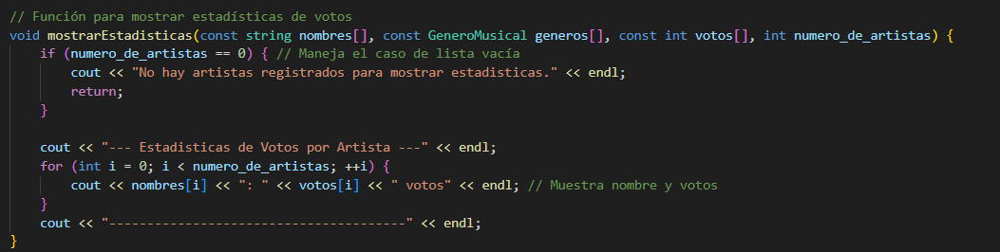 // Función para mostrar estadísticas de votos
void mostrarEstadisticas(const string nombres[], const GeneroMusical generos[], const int votos[], int numero_de_artistas) {
    if (numero_de_artistas == 0) { // Maneja el caso de lista vacía
        cout << "No hay artistas registrados para mostrar estadisticas." << endl;
        return;
    }

    cout << "--- Estadisticas de Votos por Artista ---" << endl;
    for (int i = 0; i < numero_de_artistas; ++i) {
        cout << nombres[i] << ": " << votos[i] << " votos" << endl; // Muestra nombre y votos
    }
    cout << "---------------------------------------" << endl;
}